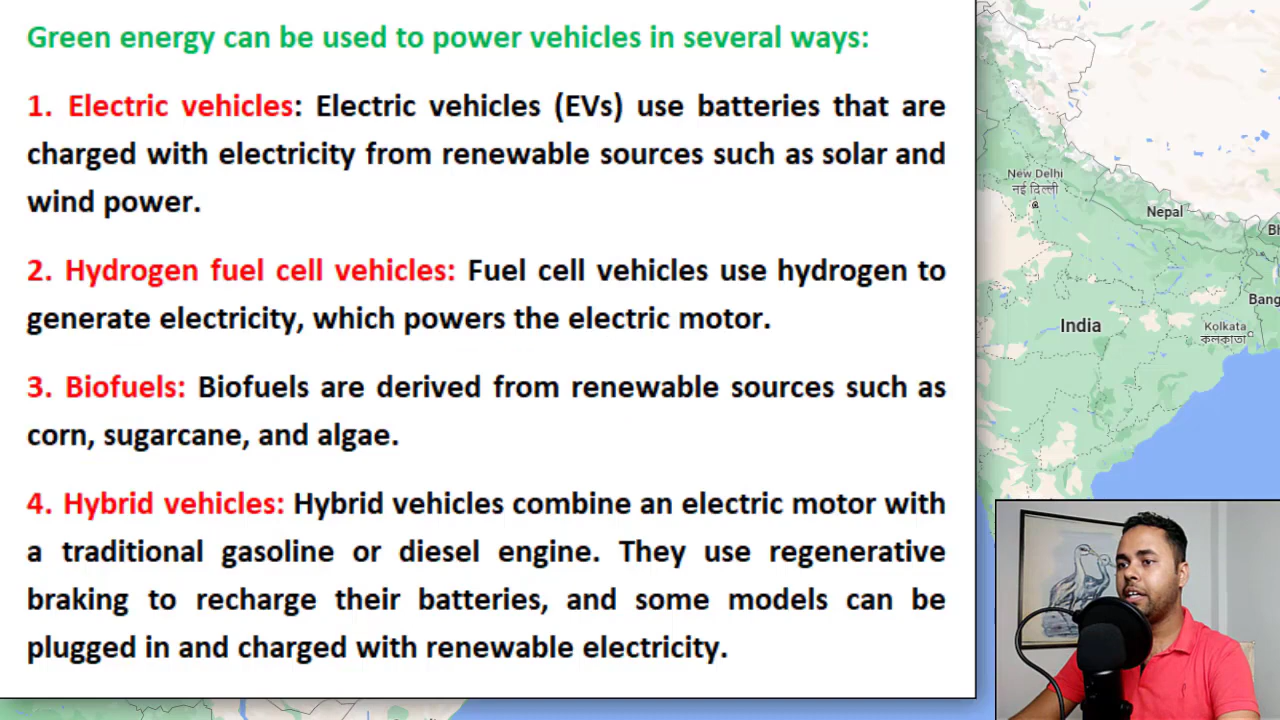 Green energy can be used to power vehicles in several ways:
1. Electric vehicles: Electric vehicles (EVs) use batteries that are
charged with electricity from renewable sources such as solar and
wind power.
2. Hydrogen fuel cell vehicles: Fuel cell vehicles use hydrogen to
generate electricity, which powers the electric motor.
3. Biofuels: Biofuels are derived from renewable sources such as
corn, sugarcane, and algae.
4. Hybrid vehicles: Hybrid vehicles combine an electric motor with
a traditional gasoline or diesel engine. They use regenerative
braking to recharge their batteries, and some models can be
plugged in and charged with renewable electricity.
New Delhi
नई दिल्ली
Nepal
Bh
Bang
India
Kolkata
কলকাতা